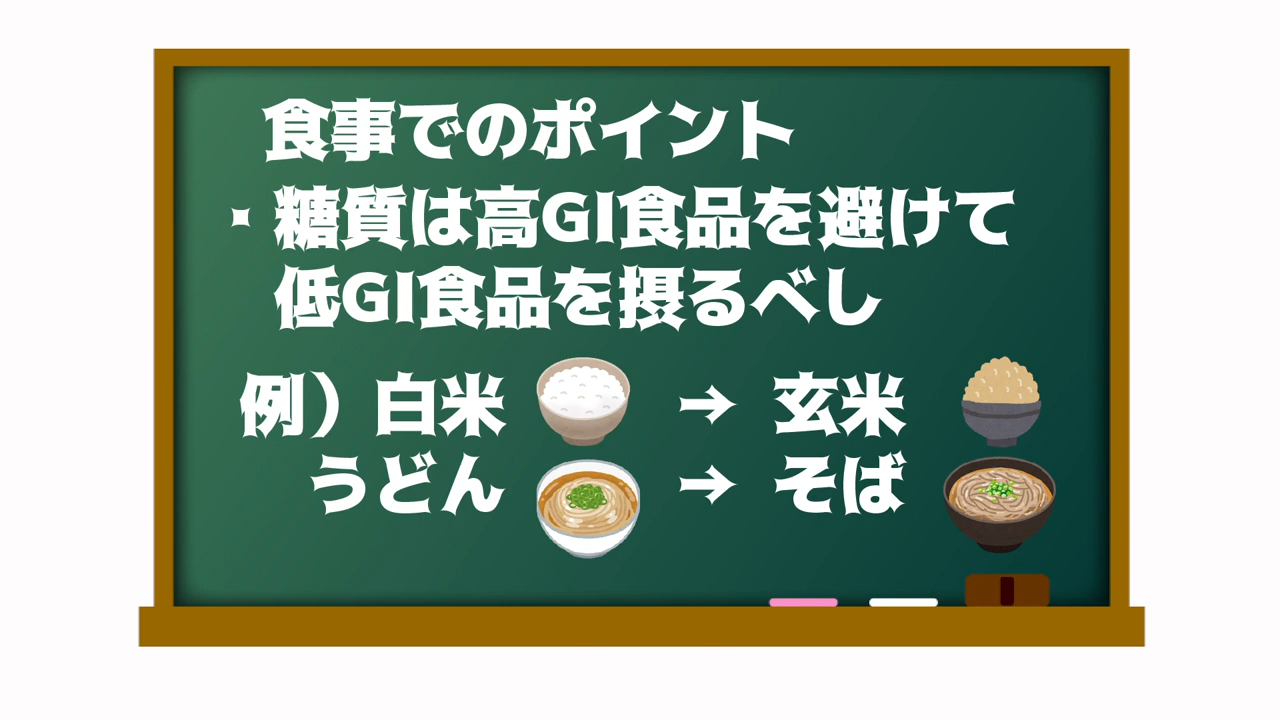 食事でのポイント
・糖質は高GI食品を避けて
低GI食品を摂るべし
例）白米 → 玄米
うどん → そば